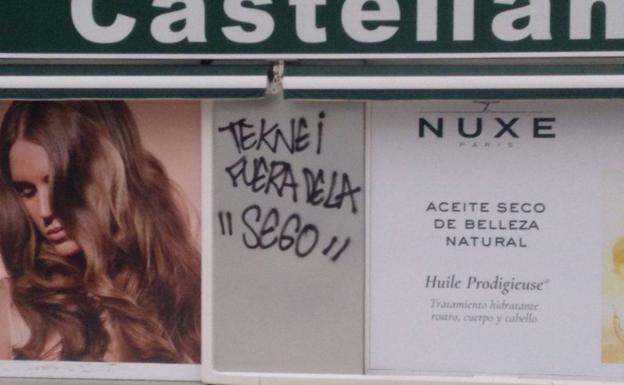 Castellan
TEKNEi
FUERA DE LA
"SEGO"
NUXE
PARIS
ACEITE SECO
DE BELLEZA
NATURAL
Huile Prodigieuse®
Tratamiento hidratante
rostro, cuerpo y cabello